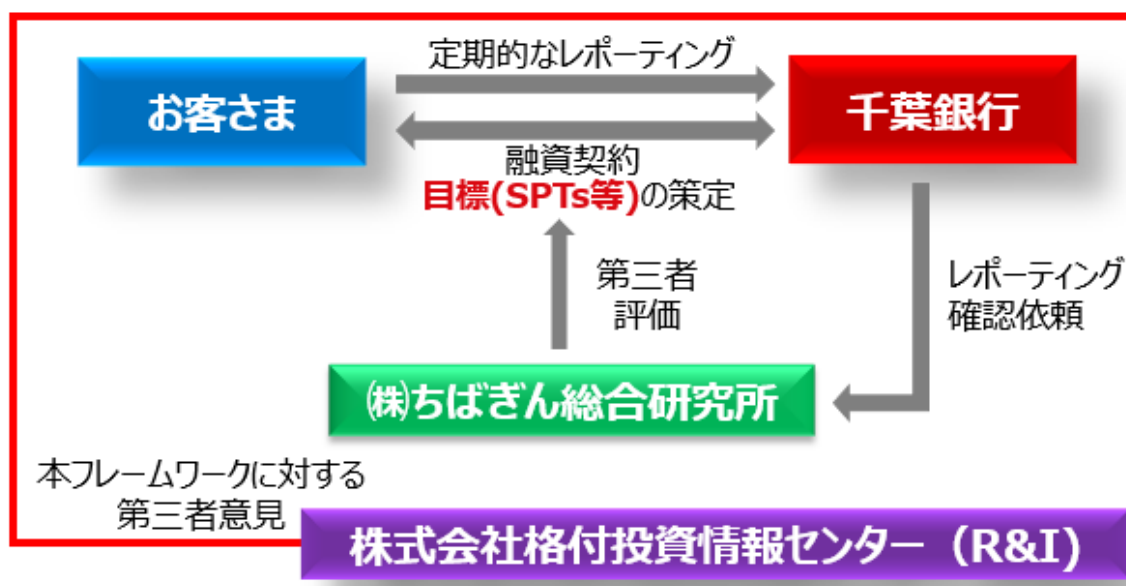 定期的なレポーティング
お客さま
千葉銀行
融資契約
目標(SPTs等)の策定
第三者
評価
レポーティング
確認依頼
㈱ちばぎん総合研究所
本フレームワークに対する
第三者意見
株式会社格付投資情報センター（R&I）